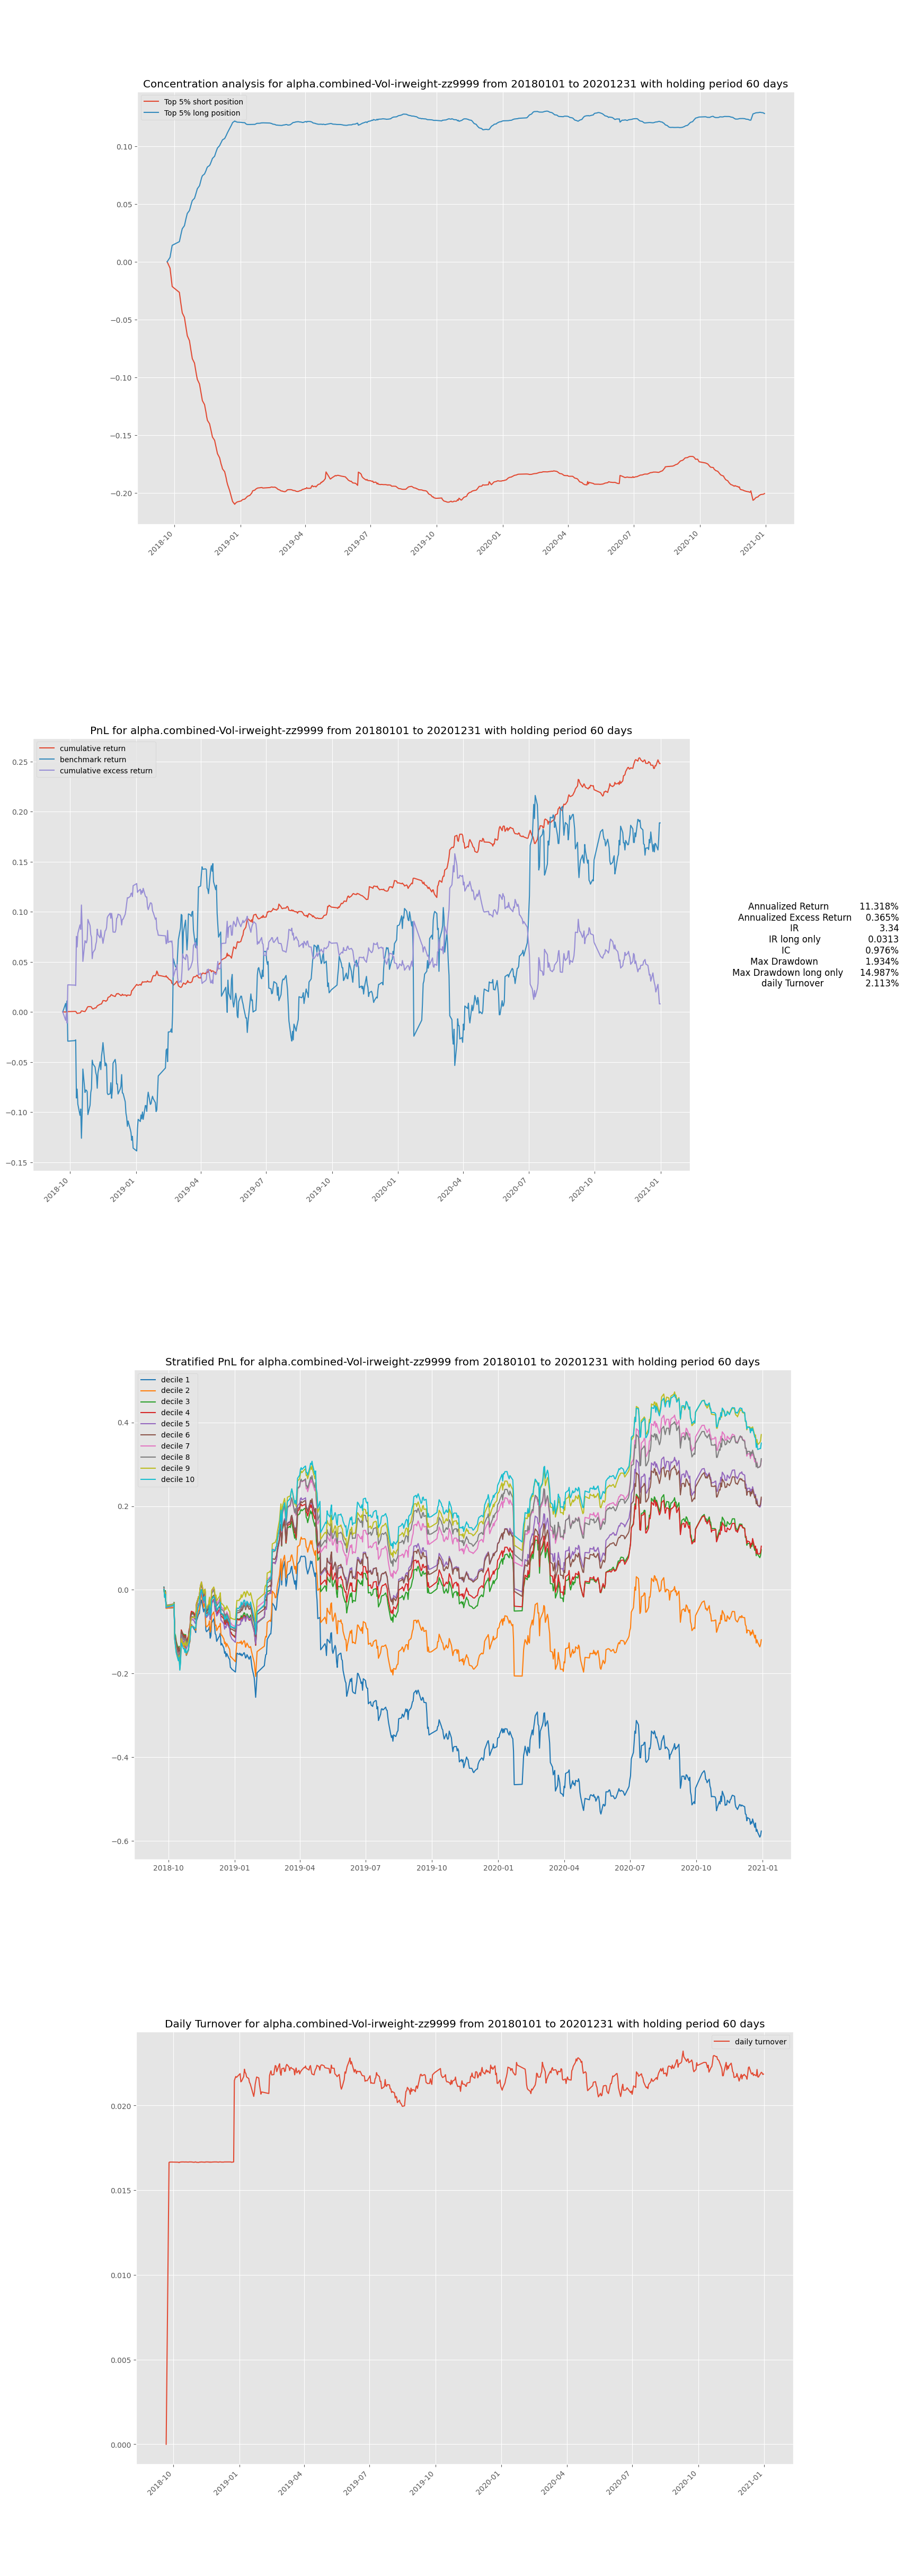 Concentration analysis for alpha.combined-Vol-irweight-zz9999 from 20180101 to 20201231 with holding period 60 days
Top 5% short position
Top 5% long position
0.10
0.05
0.00
−0.05
−0.10
−0.15
−0.20
2018-10
2019-01
2019-04
2019-07
2019-10
2020-01
2020-04
2020-07
2020-10
2021-01
PnL for alpha.combined-Vol-irweight-zz9999 from 20180101 to 20201231 with holding period 60 days
cumulative return
benchmark return
cumulative excess return
0.25
0.20
0.15
0.10
0.05
0.00
−0.05
−0.10
−0.15
2018-10
2019-01
2019-04
2019-07
2019-10
2020-01
2020-04
2020-07
2020-10
2021-01
Annualized Return 11.318%
Annualized Excess Return 0.365%
IR 3.34
IR long only 0.0313
IC 0.976%
Max Drawdown 1.934%
Max Drawdown long only 14.987%
daily Turnover 2.113%
Stratified PnL for alpha.combined-Vol-irweight-zz9999 from 20180101 to 20201231 with holding period 60 days
decile 1
decile 2
decile 3
decile 4
decile 5
decile 6
decile 7
decile 8
decile 9
decile 10
0.4
0.2
0.0
−0.2
−0.4
−0.6
2018-10
2019-01
2019-04
2019-07
2019-10
2020-01
2020-04
2020-07
2020-10
2021-01
Daily Turnover for alpha.combined-Vol-irweight-zz9999 from 20180101 to 20201231 with holding period 60 days
daily turnover
0.020
0.015
0.010
0.005
0.000
2018-10
2019-01
2019-04
2019-07
2019-10
2020-01
2020-04
2020-07
2020-10
2021-01